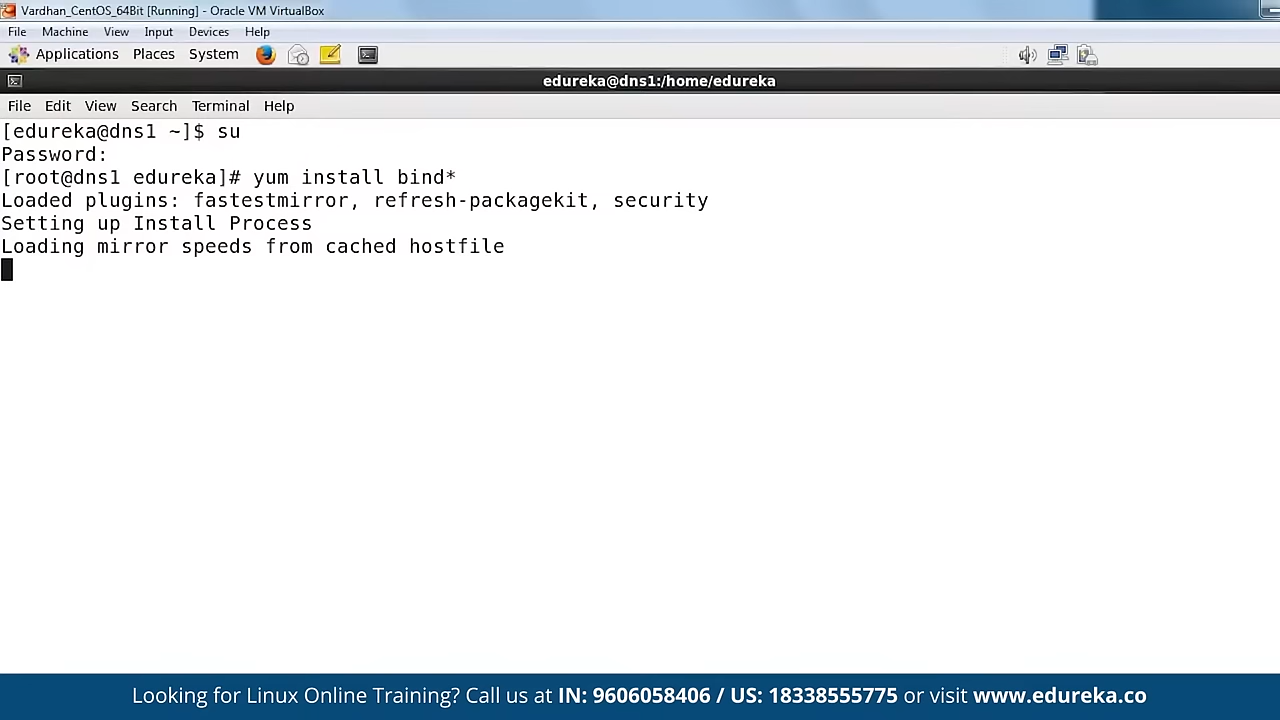 Vardhan_CentOS_64Bit [Running] - Oracle VM VirtualBox
File Machine View Input Devices Help
Applications Places System
edureka@dns1:/home/edureka
File Edit View Search Terminal Help
[edureka@dns1 ~]$ su
Password:
[root@dns1 edureka]# yum install bind*
Loaded plugins: fastestmirror, refresh-packagekit, security
Setting up Install Process
Loading mirror speeds from cached hostfile
Looking for Linux Online Training? Call us at IN: 9606058406 / US: 18338555775 or visit www.edureka.co